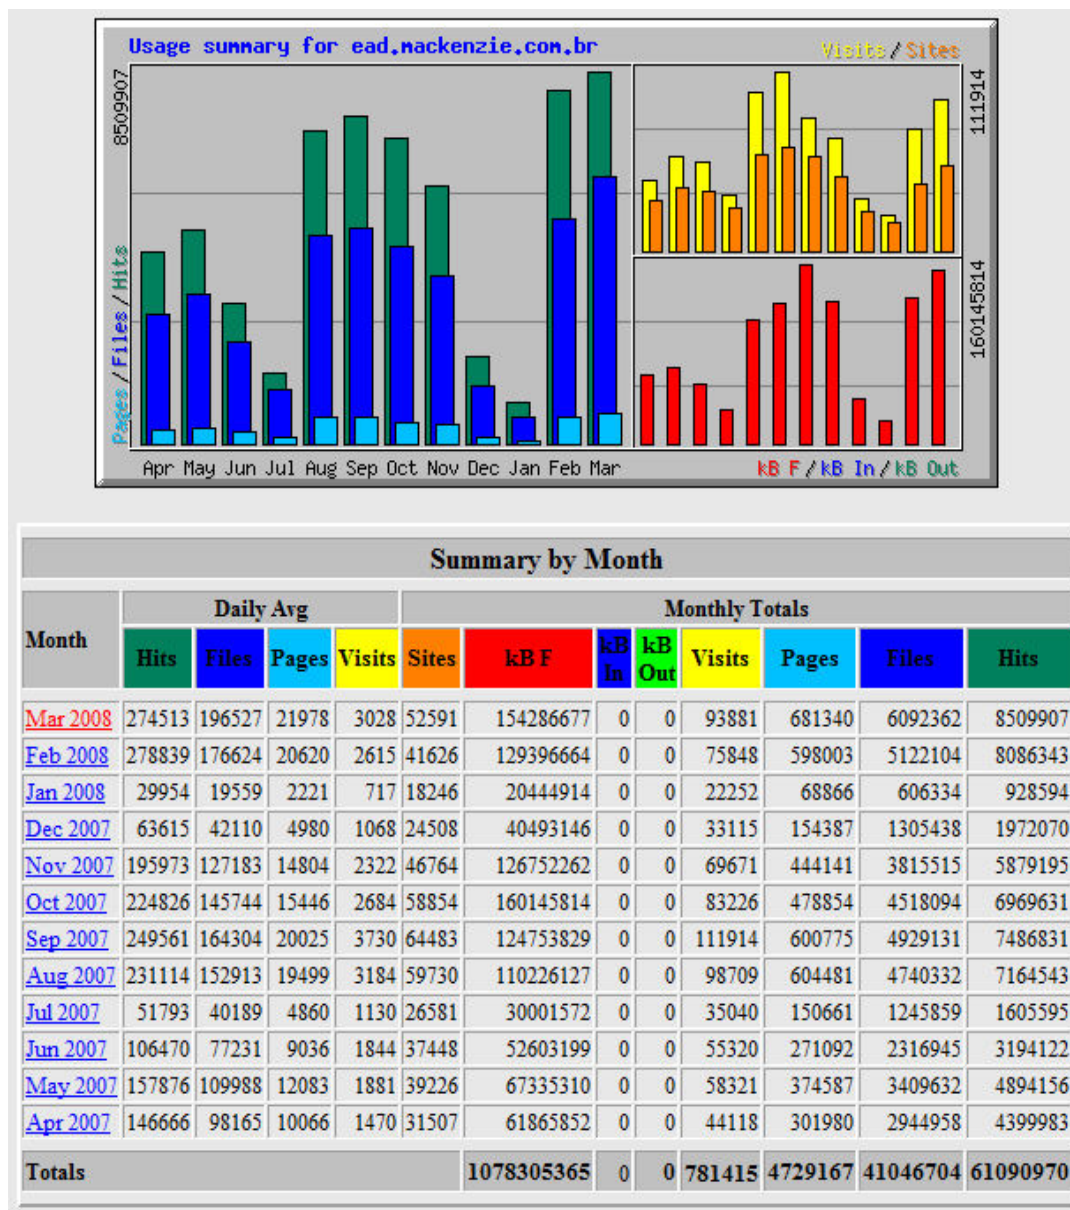 Usage summary for ead.mackenzie.com.br
Visits / Sites
8509907
111914
Pages / Files / Hits
160145814
Apr May Jun Jul Aug Sep Oct Nov Dec Jan Feb Mar
kB F / kB In / kB Out
Summary by Month
Month Daily Avg Monthly Totals
Hits Files Pages Visits Sites kB F kB In kB Out Visits Pages Files Hits
Mar 2008 274513 196527 21978 3028 52591 154286677 0 0 93881 681340 6092362 8509907
Feb 2008 278839 176624 20620 2615 41626 129396664 0 0 75848 598003 5122104 8086343
Jan 2008 29954 19559 2221 717 18246 20444914 0 0 22252 68866 606334 928594
Dec 2007 63615 42110 4980 1068 24508 40493146 0 0 33115 154387 1305438 1972070
Nov 2007 195973 127183 14804 2322 46764 126752262 0 0 69671 444141 3815515 5879195
Oct 2007 224826 145744 15446 2684 58854 160145814 0 0 83226 478854 4518094 6969631
Sep 2007 249561 164304 20025 3730 64483 124753829 0 0 111914 600775 4929131 7486831
Aug 2007 231114 152913 19499 3184 59730 110226127 0 0 98709 604481 4740332 7164543
Jul 2007 51793 40189 4860 1130 26581 30001572 0 0 35040 150661 1245859 1605595
Jun 2007 106470 77231 9036 1844 37448 52603199 0 0 55320 271092 2316945 3194122
May 2007 157876 109988 12083 1881 39226 67335310 0 0 58321 374587 3409632 4894156
Apr 2007 146666 98165 10066 1470 31507 61865852 0 0 44118 301980 2944958 4399983
Totals 1078305365 0 0 781415 4729167 41046704 61090970